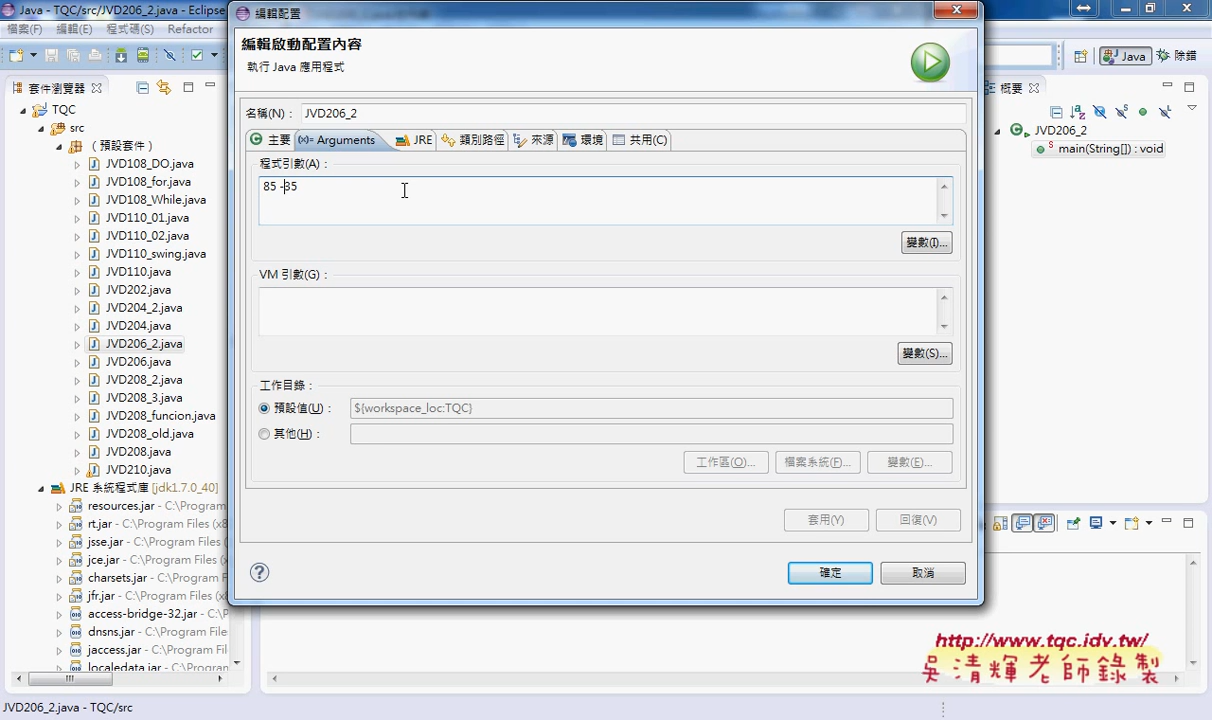 Java - TQC/src/JVD206_2.java - Eclipse
檔案(F) 編輯(E) 程式碼(S) Refactor
Java 除錯
套件瀏覽器
TQC
src
(預設套件)
JVD108_DO.java
JVD108_for.java
JVD108_While.java
JVD110_01.java
JVD110_02.java
JVD110_swing.java
JVD110.java
JVD202.java
JVD204_2.java
JVD204.java
JVD206_2.java
JVD206.java
JVD208_2.java
JVD208_3.java
JVD208_funcion.java
JVD208_old.java
JVD208.java
JVD210.java
JRE 系統程式庫 [jdk1.7.0_40]
resources.jar - C:\Program
rt.jar - C:\Program Files (x8
jsse.jar - C:\Program Files (
jce.jar - C:\Program Files (x
charsets.jar - C:\Program F
jfr.jar - C:\Program Files (x8
access-bridge-32.jar - C:\P
dnsns.jar - C:\Program Files
jaccess.jar - C:\Program File
localedata.jar - C:\Program
編輯配置
編輯啟動配置內容
執行 Java 應用程式
名稱(N): JVD206_2
主要 (x)= Arguments JRE 類別路徑 來源 環境 共用(C)
程式引數(A):
85 -35
變數(I)...
VM 引數(G):
變數(S)...
工作目錄:
預設值(U): ${workspace_loc:TQC}
其他(H):
工作區(O)... 檔案系統(F)... 變數(E)...
套用(Y) 回復(V)
確定 取消
概要
JVD206_2
main(String[]) : void
http://www.tqc.idv.tw/
吳清輝老師錄製
JVD206_2.java - TQC/src